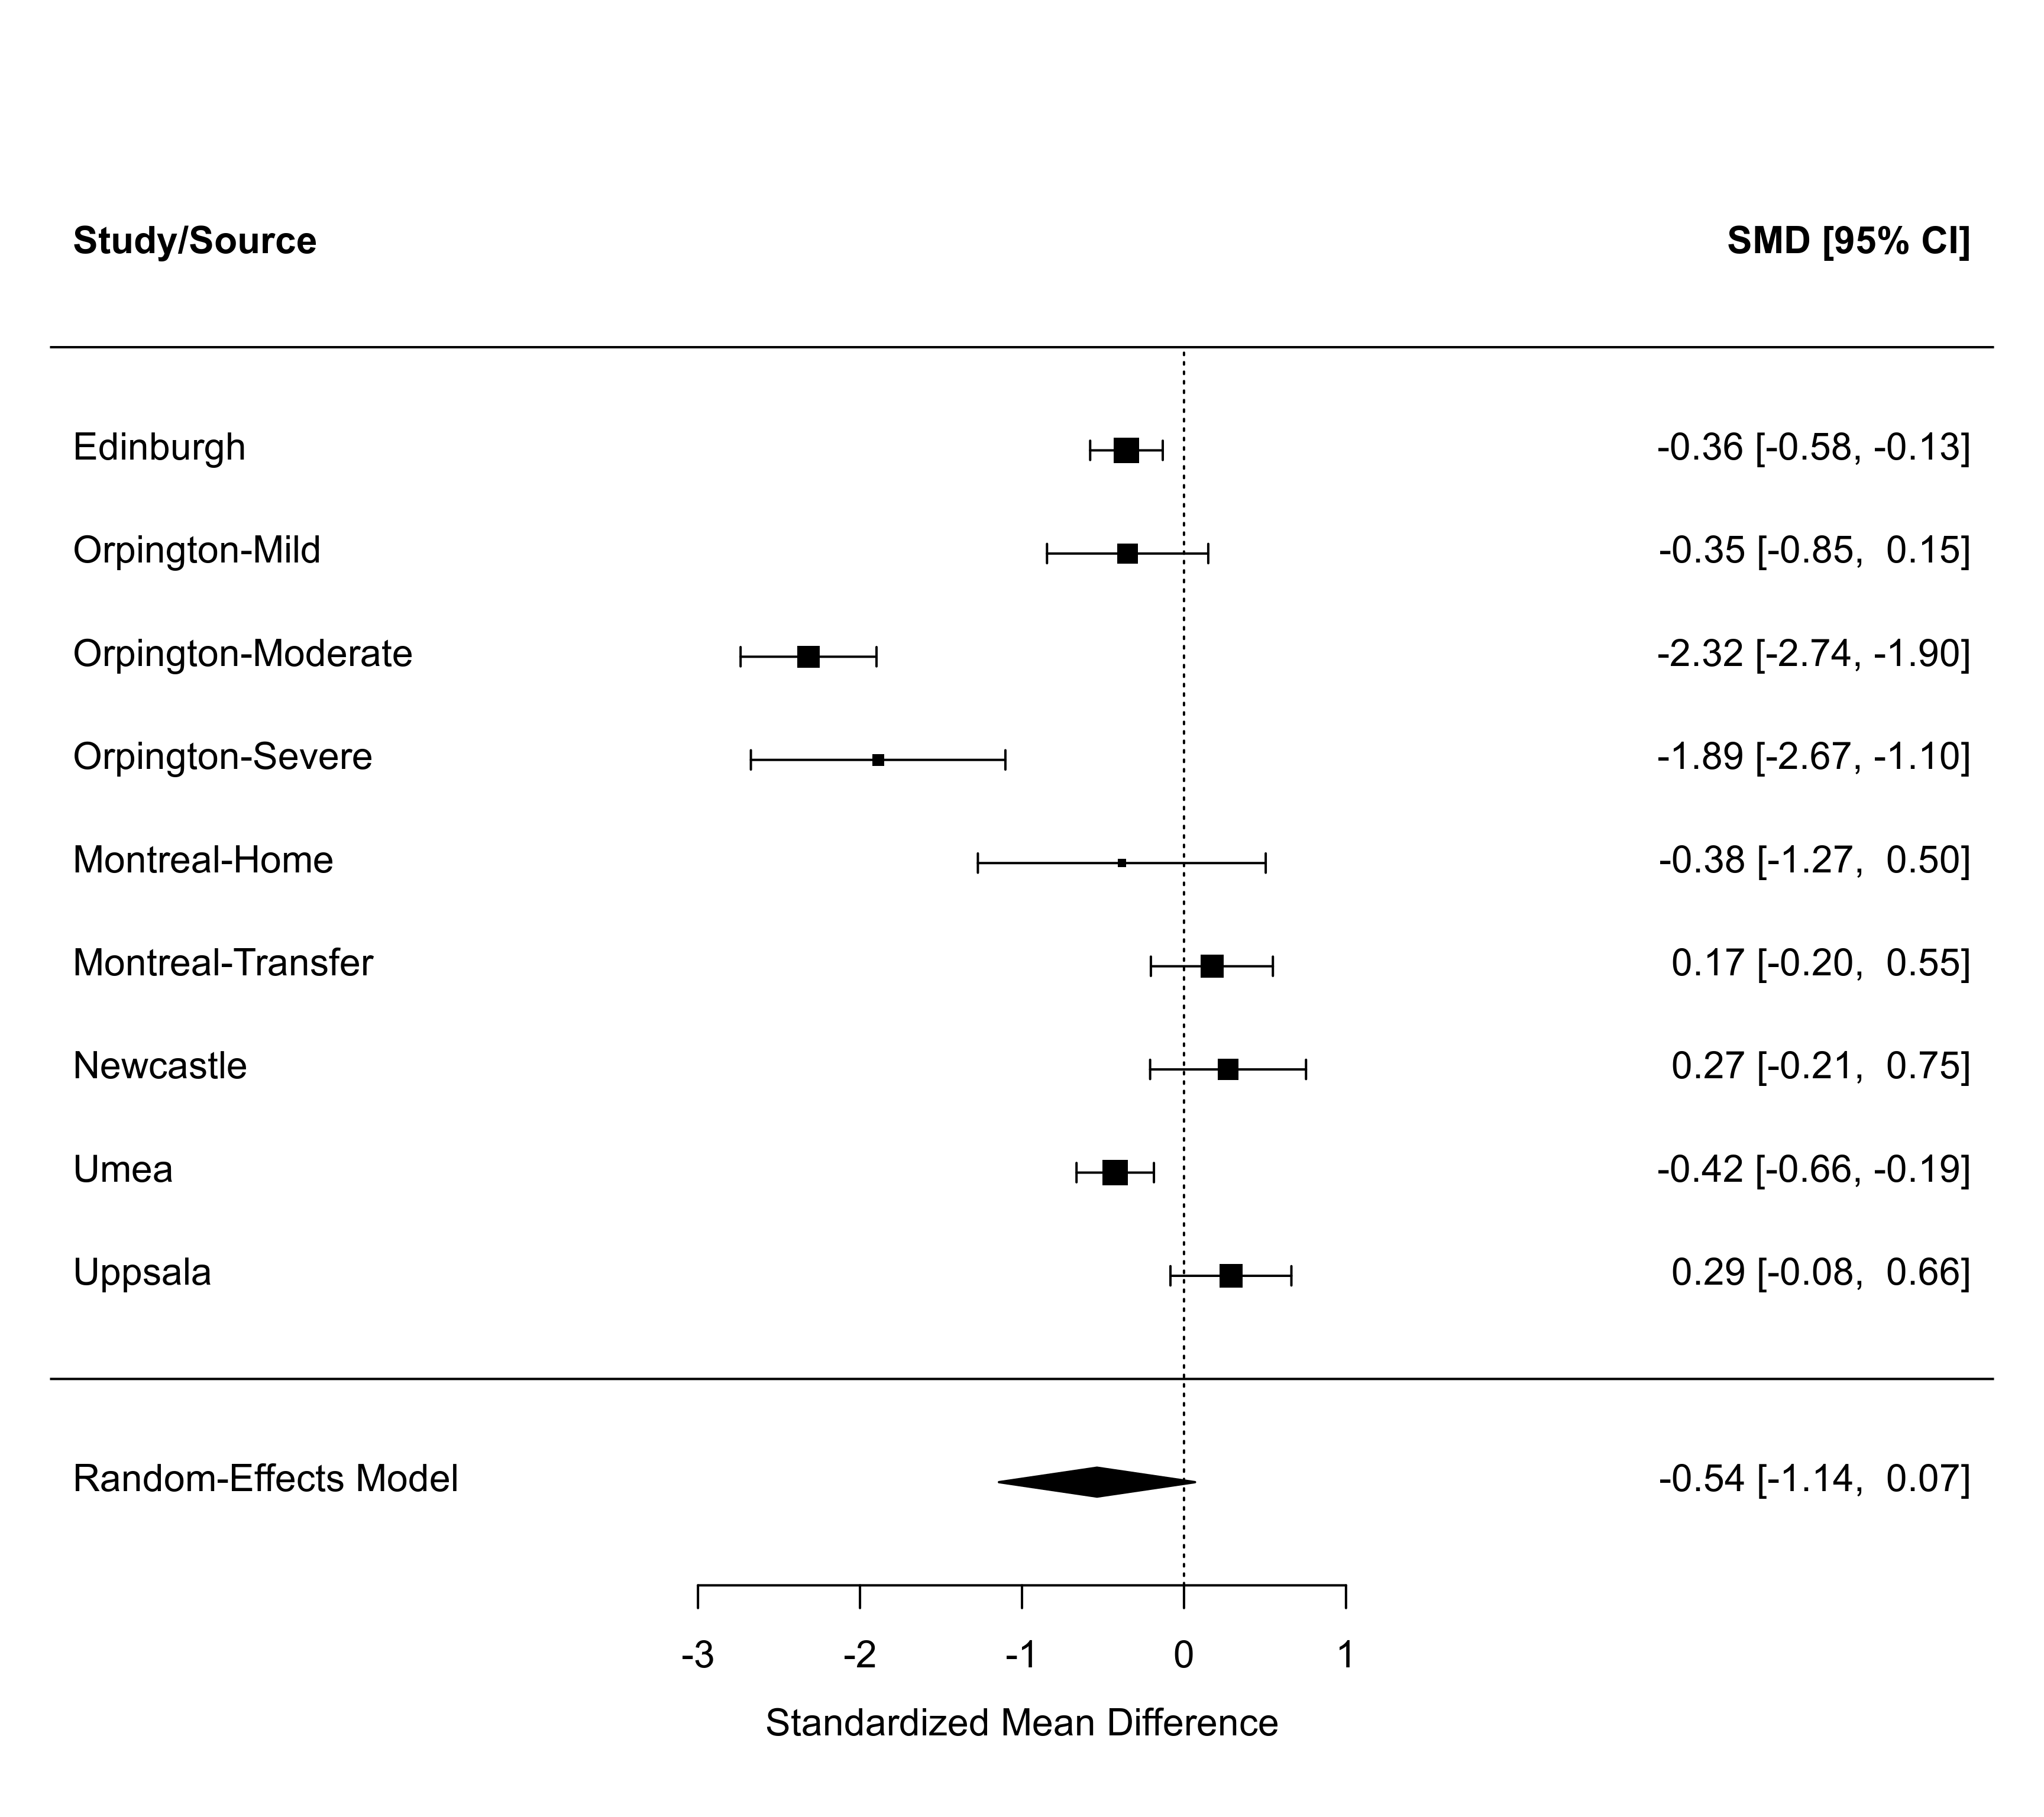 Study/Source SMD [95% CI]
Edinburgh -0.36 [-0.58, -0.13]
Orpington-Mild -0.35 [-0.85, 0.15]
Orpington-Moderate -2.32 [-2.74, -1.90]
Orpington-Severe -1.89 [-2.67, -1.10]
Montreal-Home -0.38 [-1.27, 0.50]
Montreal-Transfer 0.17 [-0.20, 0.55]
Newcastle 0.27 [-0.21, 0.75]
Umea -0.42 [-0.66, -0.19]
Uppsala 0.29 [-0.08, 0.66]
Random-Effects Model -0.54 [-1.14, 0.07]
-3 -2 -1 0 1
Standardized Mean Difference